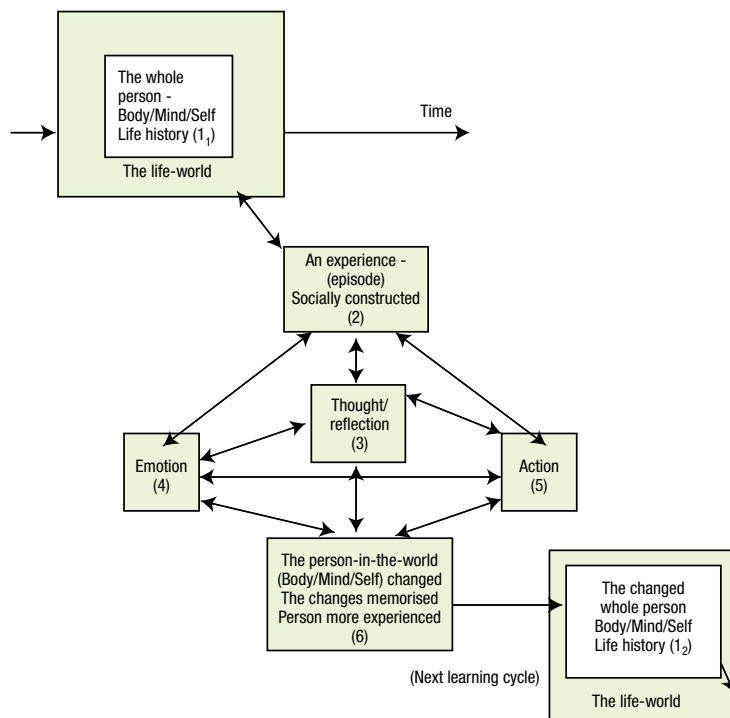 The whole
person -
Body/Mind/Self
Life history (1₁)
The life-world
Time
An experience -
(episode)
Socially constructed
(2)
Thought/
reflection
(3)
Emotion
(4)
Action
(5)
The person-in-the-world
(Body/Mind/Self) changed
The changes memorised
Person more experienced
(6)
The changed
whole person
Body/Mind/Self
Life history (1₂)
(Next learning cycle)
The life-world